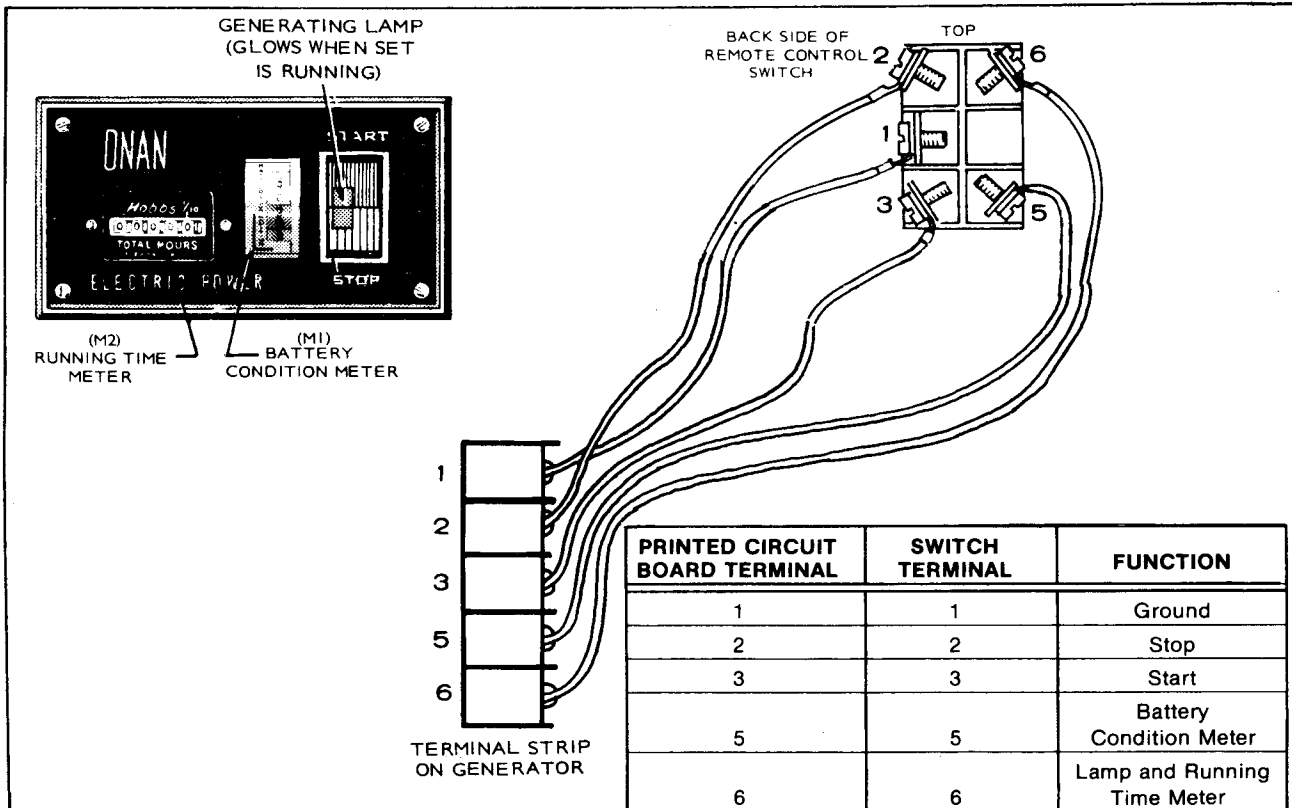 GENERATING LAMP
(GLOWS WHEN SET
IS RUNNING)
ONAN
START
Hobbs 1/10
TOTAL HOURS
ELECTRIC POWER
STOP
(M2)
RUNNING TIME
METER
(M1)
BATTERY
CONDITION METER
BACK SIDE OF
REMOTE CONTROL
SWITCH
TOP
2
6
1
3
5
1
2
3
5
6
TERMINAL STRIP
ON GENERATOR
PRINTED CIRCUIT BOARD TERMINAL SWITCH TERMINAL FUNCTION
1 1 Ground
2 2 Stop
3 3 Start
5 5 Battery Condition Meter
6 6 Lamp and Running Time Meter